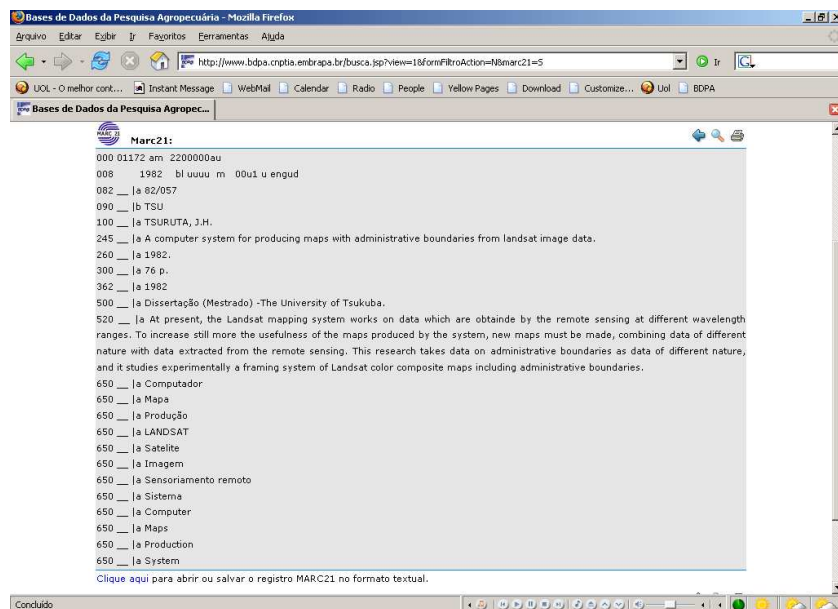 Bases de Dados da Pesquisa Agropecuária - Mozilla Firefox
Arquivo Editar Exibir Ir Favoritos Ferramentas Ajuda
http://www.bdpa.cnptia.embrapa.br/busca.jsp?view=1&formFiltroAction=N&marc21=5 Ir G
UOL - O melhor cont... Instant Message WebMail Calendar Radio People Yellow Pages Download Customize... Uol BDPA
Bases de Dados da Pesquisa Agropec...
MARC 21 Marc21:
000 01172 am 2200000au
008 1982 bl uuuu m 00u1 u engud
082 __ |a 82/057
090 __ |b TSU
100 __ |a TSURUTA, J.H.
245 __ |a A computer system for producing maps with administrative boundaries from landsat image data.
260 __ |a 1982.
300 __ |a 76 p.
362 __ |a 1982
500 __ |a Dissertação (Mestrado) -The University of Tsukuba.
520 __ |a At present, the Landsat mapping system works on data which are obtainde by the remote sensing at different wavelength
ranges. To increase still more the usefulness of the maps produced by the system, new maps must be made, combining data of different
nature with data extracted from the remote sensing. This research takes data on administrative boundaries as data of different nature,
and it studies experimentally a framing system of Landsat color composite maps including administrative boundaries.
650 __ |a Computador
650 __ |a Mapa
650 __ |a Produção
650 __ |a LANDSAT
650 __ |a Satelite
650 __ |a Imagem
650 __ |a Sensoriamento remoto
650 __ |a Sistema
650 __ |a Computer
650 __ |a Maps
650 __ |a Production
650 __ |a System
Clique aqui para abrir ou salvar o registro MARC21 no formato textual.
Concluído